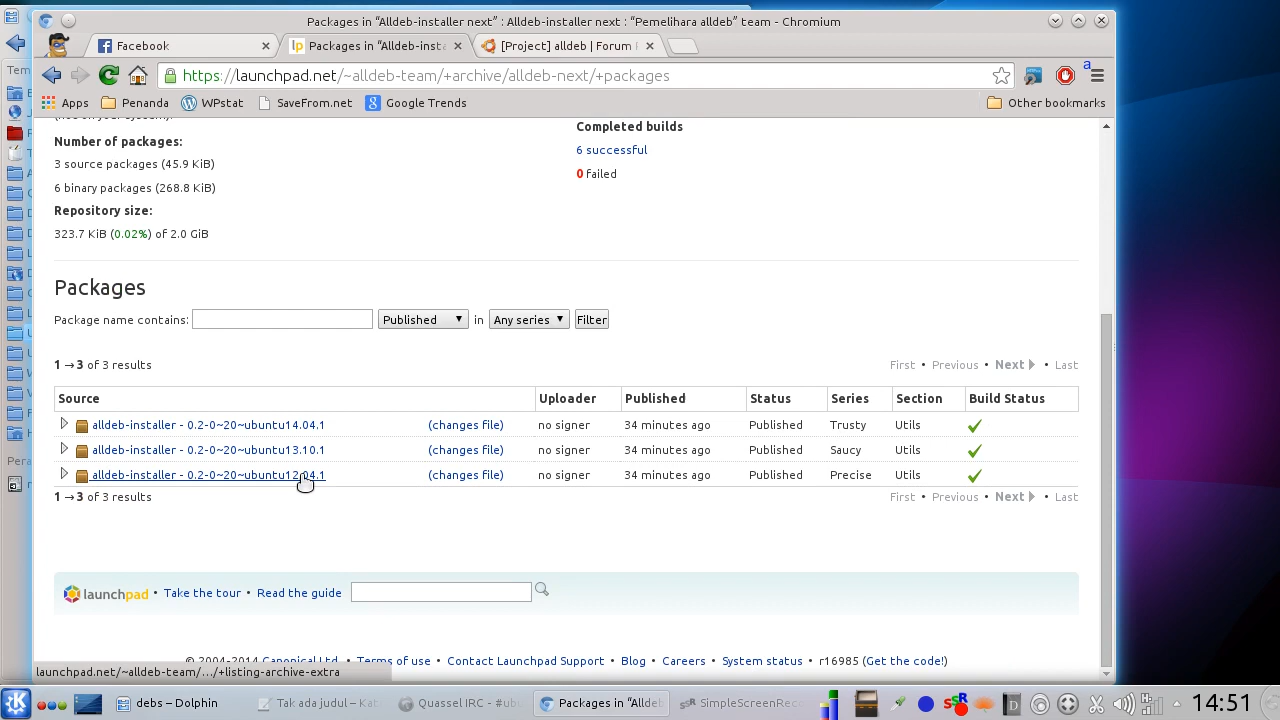 Packages in “Alldeb-installer next” : Alldeb-installer next : “Pemelihara alldeb” team - Chromium
Facebook
Packages in “Alldeb-insta
[Project] alldeb | Forum
https://launchpad.net/~alldeb-team/+archive/alldeb-next/+packages
a
Apps Penanda WPstat SaveFrom.net Google Trends Other bookmarks
Tem
Completed builds
Number of packages:
6 successful
3 source packages (45.9 KiB)
0 failed
6 binary packages (268.8 KiB)
Repository size:
323.7 KiB (0.02%) of 2.0 GiB
Packages
Package name contains: Published in Any series Filter
1 → 3 of 3 results First • Previous • Next • Last
Source Uploader Published Status Series Section Build Status
alldeb-installer - 0.2-0~20~ubuntu14.04.1 (changes file) no signer 34 minutes ago Published Trusty Utils
alldeb-installer - 0.2-0~20~ubuntu13.10.1 (changes file) no signer 34 minutes ago Published Saucy Utils
alldeb-installer - 0.2-0~20~ubuntu12.04.1 (changes file) no signer 34 minutes ago Published Precise Utils
1 → 3 of 3 results First • Previous • Next • Last
Pera
launchpad • Take the tour • Read the guide
© 2004-2014 Canonical Ltd. • Terms of use • Contact Launchpad Support • Blog • Careers • System status • r16985 (Get the code!)
launchpad.net/~alldeb-team/.../+listing-archive-extra
deb – Dolphin Tak ada judul – Kat Quassel IRC - #ub Packages in “Alldeb SimpleScreenRec 14:51